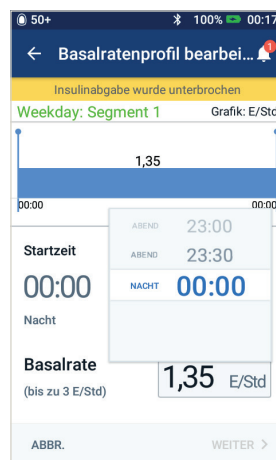 50+ 100% 00:17
Basalratenprofil bearbei...
Insulinabgabe wurde unterbrochen
Weekday: Segment 1 Grafik: E/Std
1,35
00:00 00:00
ABEND 23:00
Startzeit ABEND 23:30
00:00 NACHT 00:00
Nacht
Basalrate
(bis zu 3 E/Std) 1,35 E/Std
ABBR. WEITER >